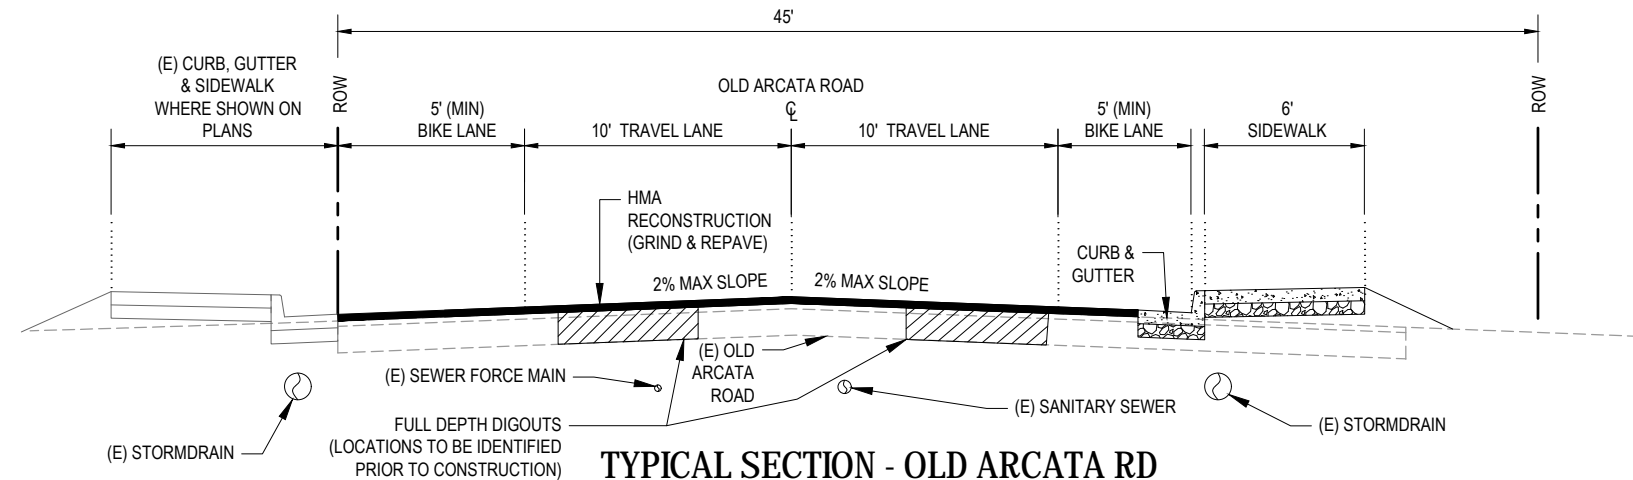 45'
(E) CURB, GUTTER
& SIDEWALK
WHERE SHOWN ON
PLANS
ROW
5' (MIN)
BIKE LANE
10' TRAVEL LANE
OLD ARCATA ROAD
CL
10' TRAVEL LANE
5' (MIN)
BIKE LANE
6'
SIDEWALK
ROW
HMA
RECONSTRUCTION
(GRIND & REPAVE)
2% MAX SLOPE
2% MAX SLOPE
CURB &
GUTTER
(E) SEWER FORCE MAIN
(E) OLD
ARCATA
ROAD
(E) SANITARY SEWER
(E) STORMDRAIN
FULL DEPTH DIGOUTS
(LOCATIONS TO BE IDENTIFIED
PRIOR TO CONSTRUCTION)
(E) STORMDRAIN
TYPICAL SECTION - OLD ARCATA RD